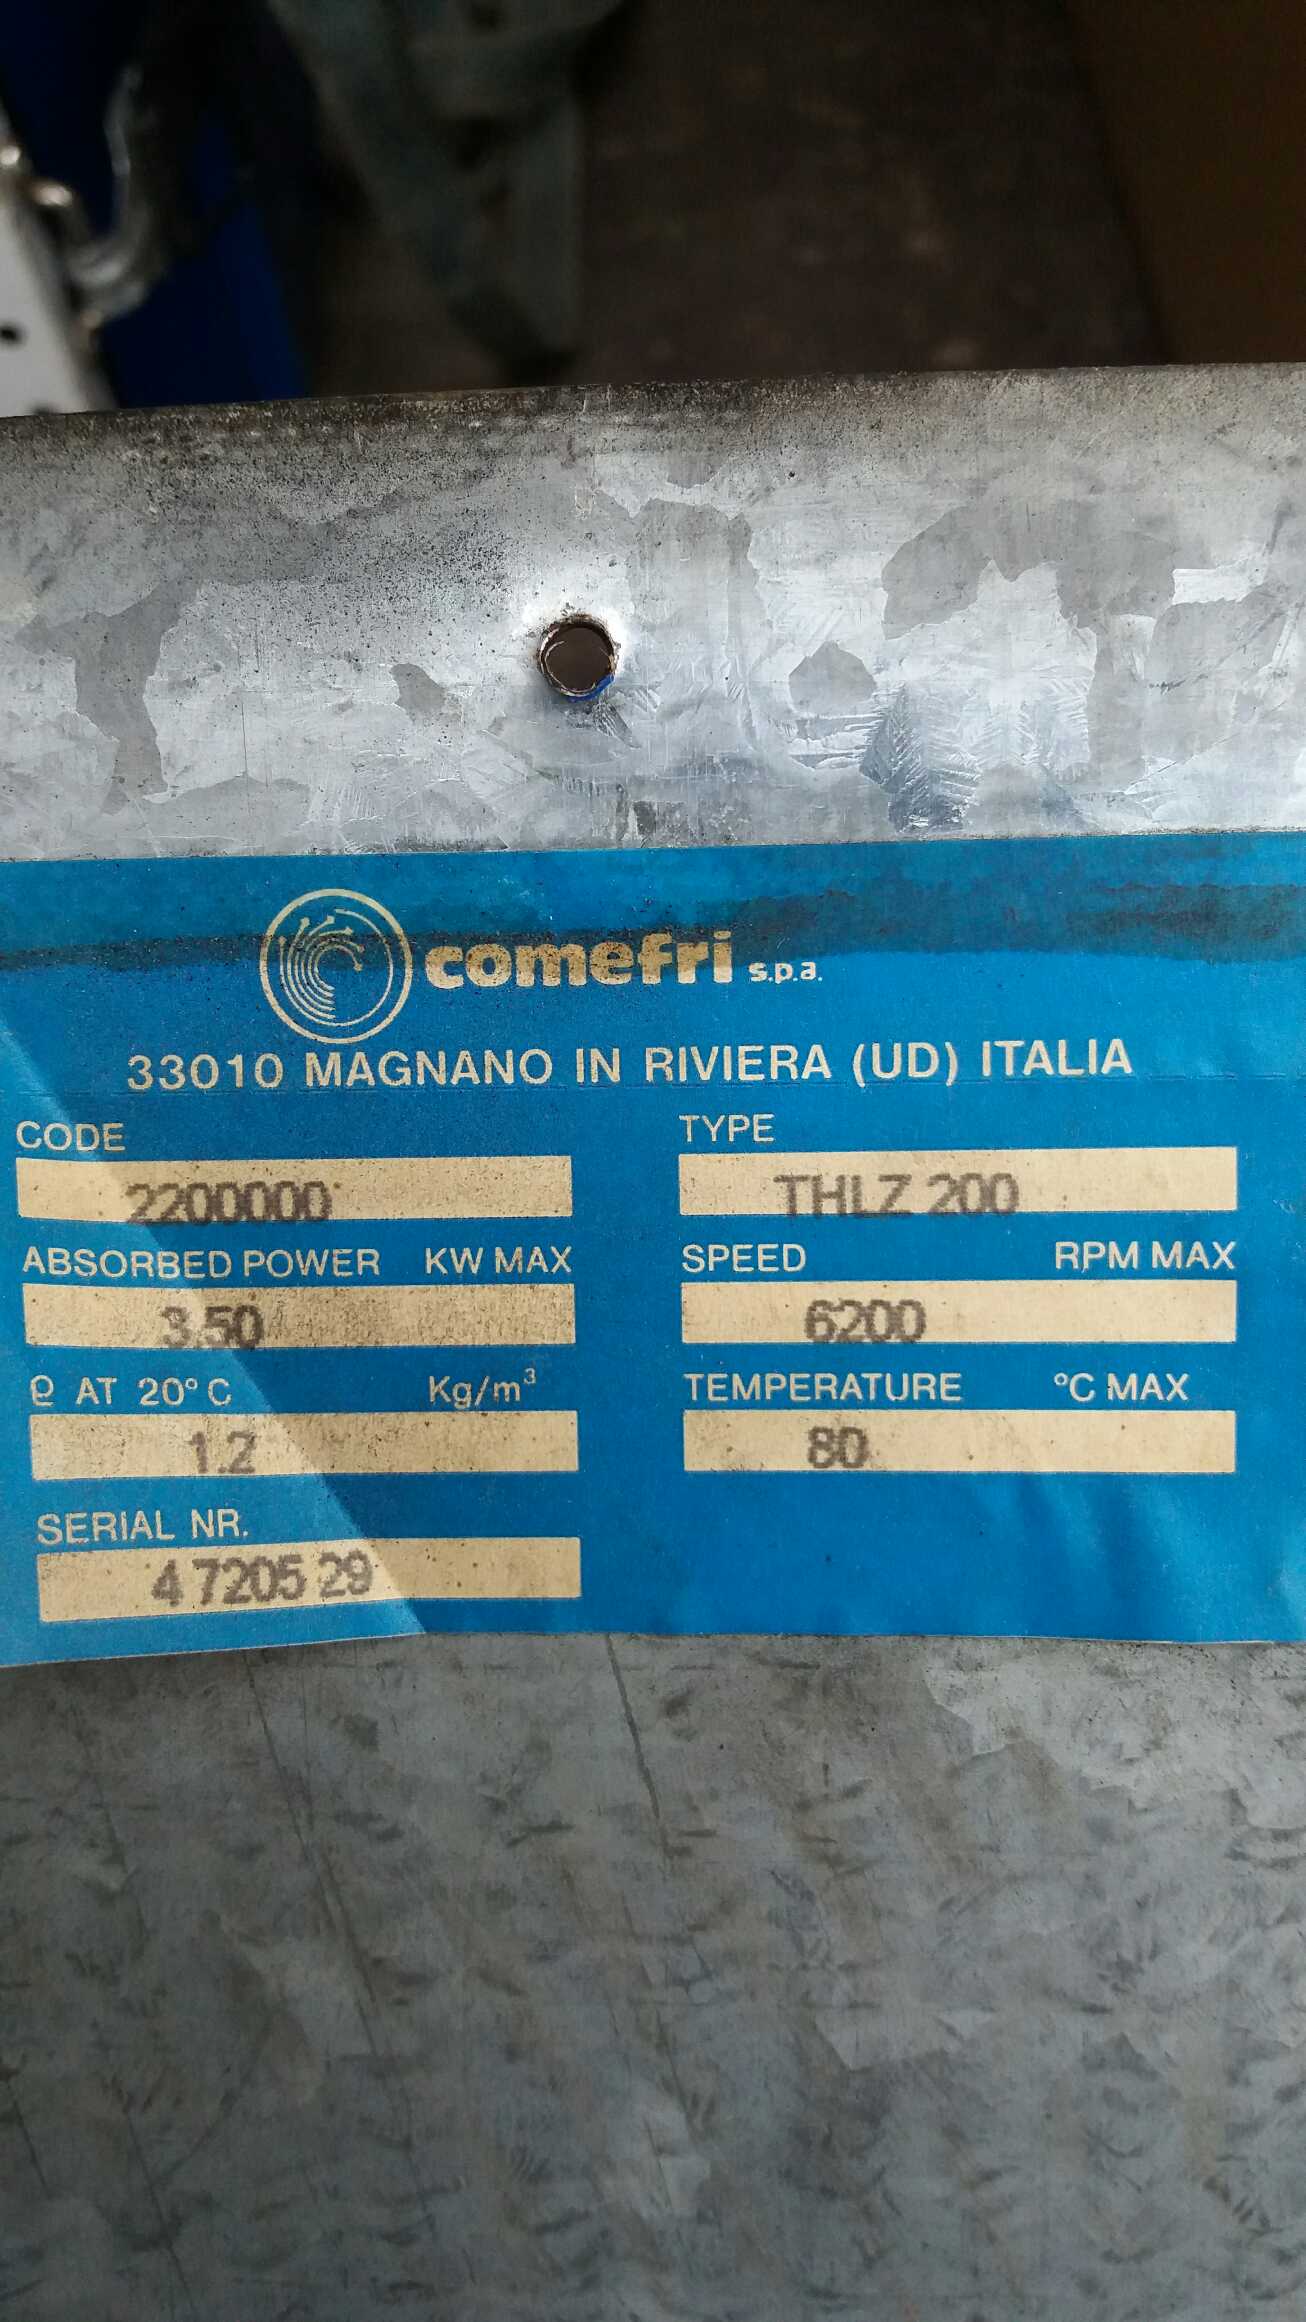 comefri s.p.a.
33010 MAGNANO IN RIVIERA (UD) ITALIA
CODE TYPE
2200000 THLZ 200
ABSORBED POWER KW MAX SPEED RPM MAX
3.50 6200
ϱ AT 20° C Kg/m³ TEMPERATURE °C MAX
1.2 80
SERIAL NR.
4 7205 29